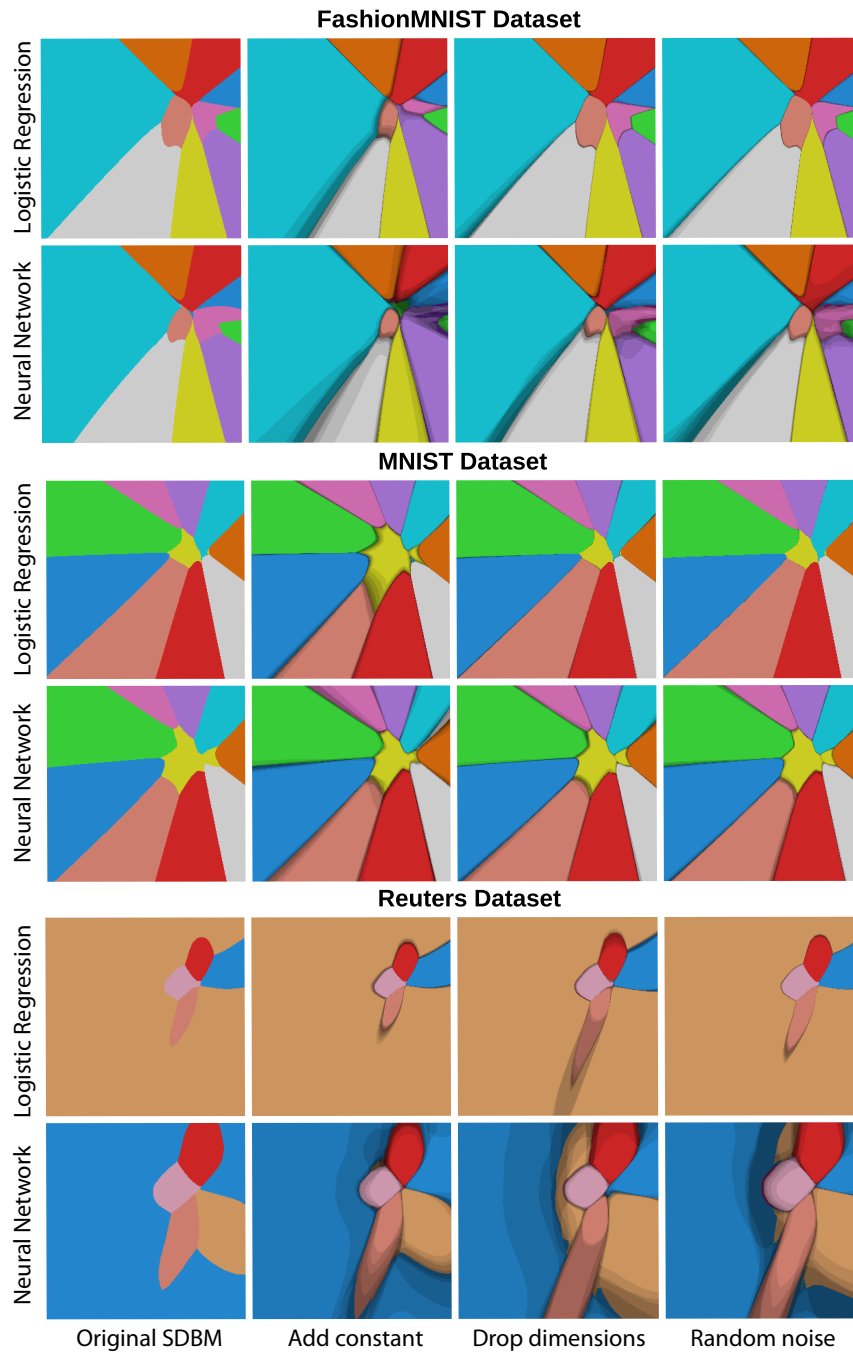 FashionMNIST Dataset
Logistic Regression
Neural Network
MNIST Dataset
Logistic Regression
Neural Network
Reuters Dataset
Logistic Regression
Neural Network
Original SDBM Add constant Drop dimensions Random noise